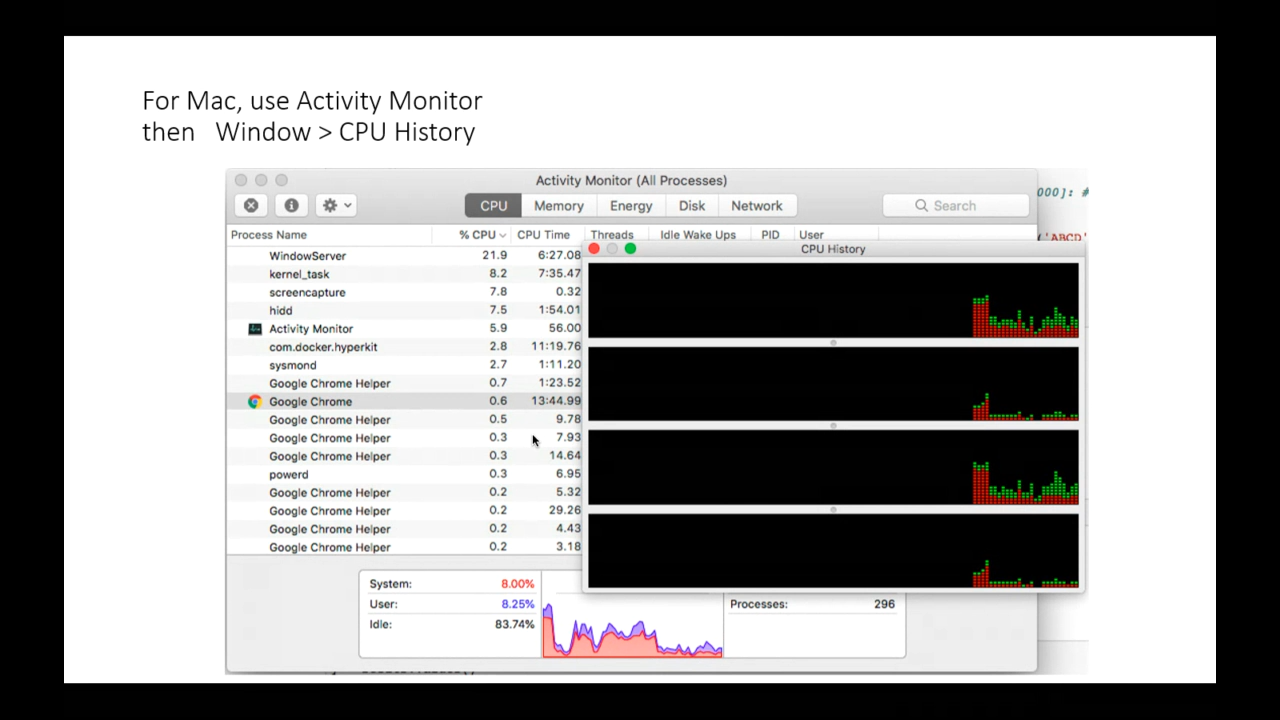 For Mac, use Activity Monitor
then Window > CPU History
Activity Monitor (All Processes)
000]: #
CPU Memory Energy Disk Network Search
Process Name % CPU CPU Time Threads Idle Wake Ups PID User
('ABCD'
CPU History
WindowServer 21.9 6:27.08
kernel_task 8.2 7:35.47
screencapture 7.8 0.32
hidd 7.5 1:54.01
Activity Monitor 5.9 56.00
com.docker.hyperkit 2.8 11:19.76
sysmond 2.7 1:11.20
Google Chrome Helper 0.7 1:23.52
Google Chrome 0.6 13:44.99
Google Chrome Helper 0.5 9.78
Google Chrome Helper 0.3 7.93
Google Chrome Helper 0.3 14.64
powerd 0.3 6.95
Google Chrome Helper 0.2 5.32
Google Chrome Helper 0.2 29.26
Google Chrome Helper 0.2 4.43
Google Chrome Helper 0.2 3.18
System: 8.00%
User: 8.25% Processes: 296
Idle: 83.74%